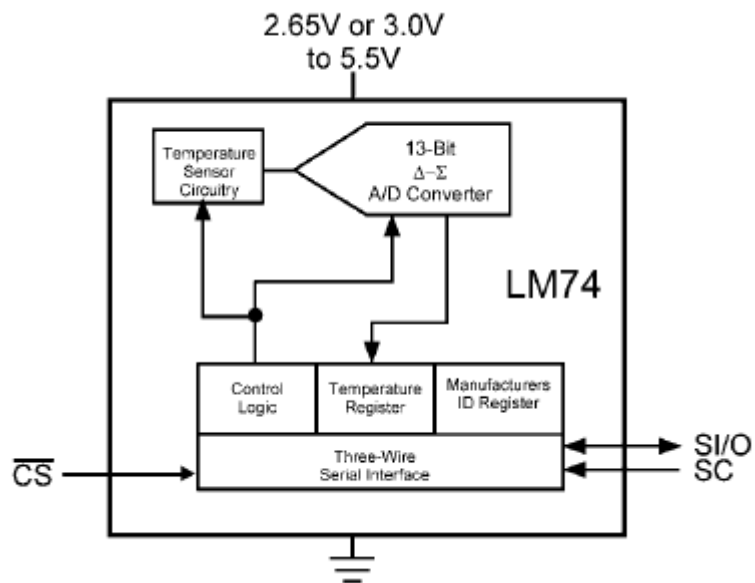 2.65V or 3.0V
to 5.5V
Temperature
Sensor
Circuitry
13-Bit
Δ–Σ
A/D Converter
LM74
Control
Logic
Temperature
Register
Manufacturers
ID Register
Three-Wire
Serial Interface
CS
SI/O
SC